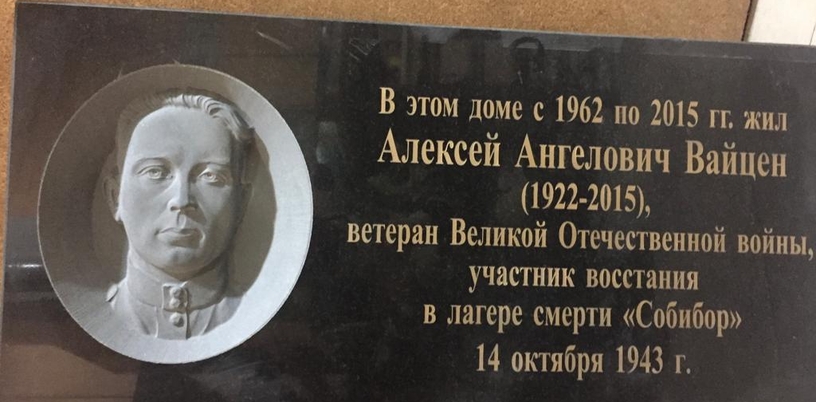 В этом доме с 1962 по 2015 гг. жил
Алексей Ангелович Вайцен
(1922-2015),
ветеран Великой Отечественной войны,
участник восстания
в лагере смерти «Собибор»
14 октября 1943 г.